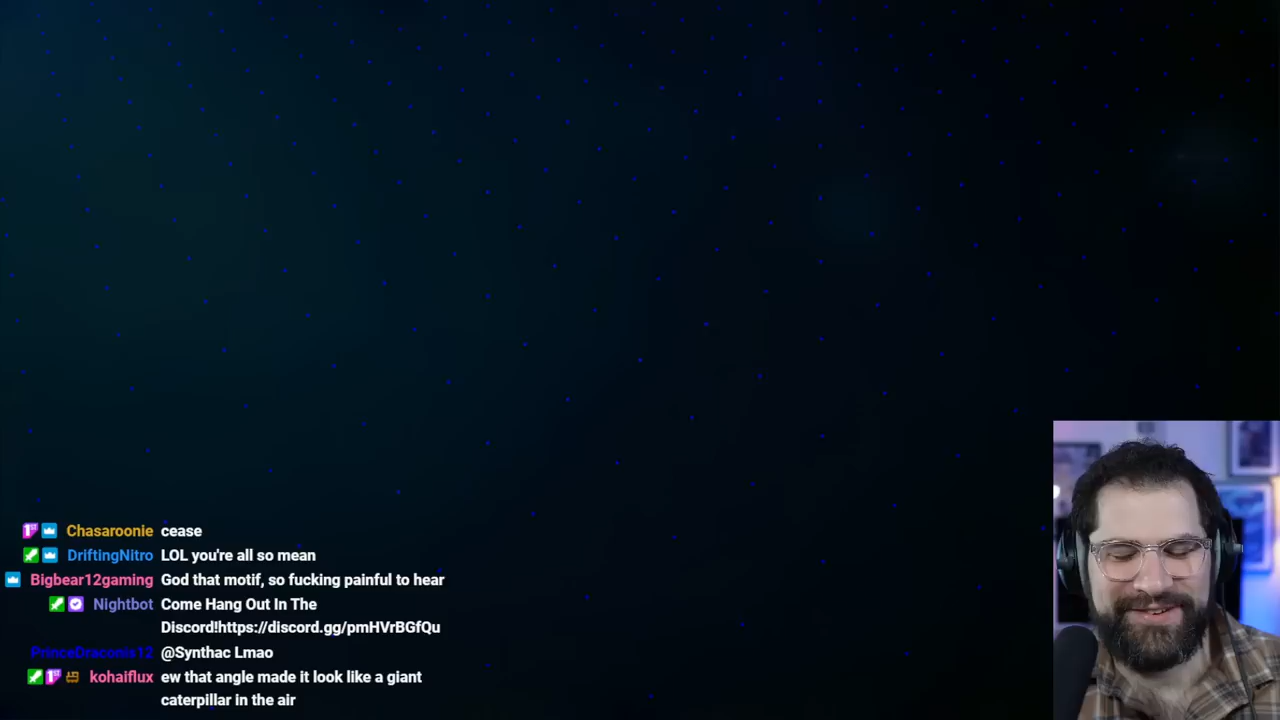 Chasaroonie cease
DriftingNitro LOL you're all so mean
Bigbear12gaming God that motif, so fucking painful to hear
Nightbot Come Hang Out In The
Discord!https://discord.gg/pmHVrBGfQu
PrinceDraconis12 @Synthac Lmao
kohaiflux ew that angle made it look like a giant
caterpillar in the air